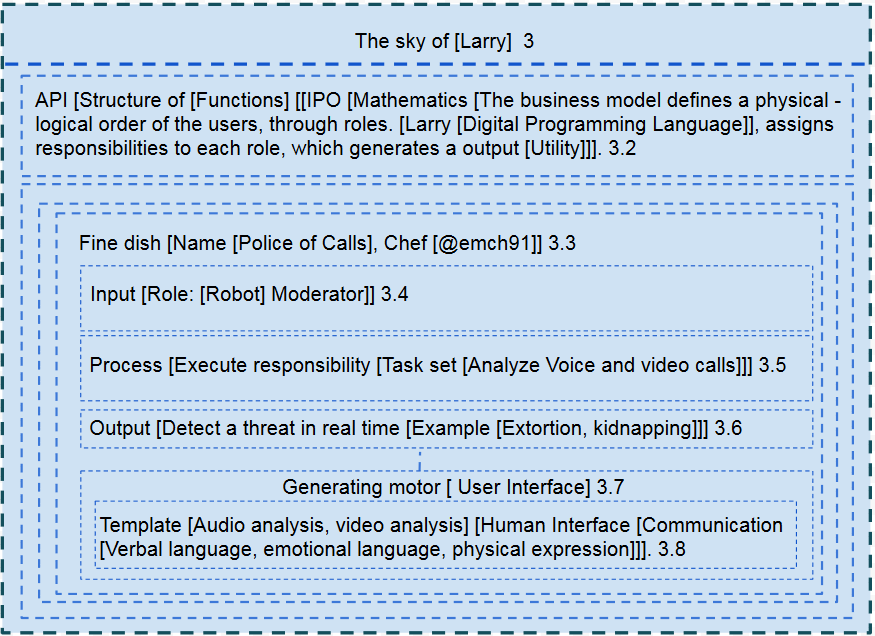 The sky of [Larry]  3
API [Structure of [Functions] [[IPO [Mathematics [The business model defines a physical -
logical order of the users, through roles. [Larry [Digital Programming Language]], assigns
responsibilities to each role, which generates a output [Utility]]]. 3.2
Fine dish [Name [Police of Calls], Chef [@emch91]] 3.3
Input [Role: [Robot] Moderator]] 3.4
Process [Execute responsibility [Task set [Analyze Voice and video calls]]] 3.5
Output [Detect a threat in real time [Example [Extortion, kidnapping]]] 3.6
Generating motor [ User Interface] 3.7
Template [Audio analysis, video analysis] [Human Interface [Communication
[Verbal language, emotional language, physical expression]]]. 3.8